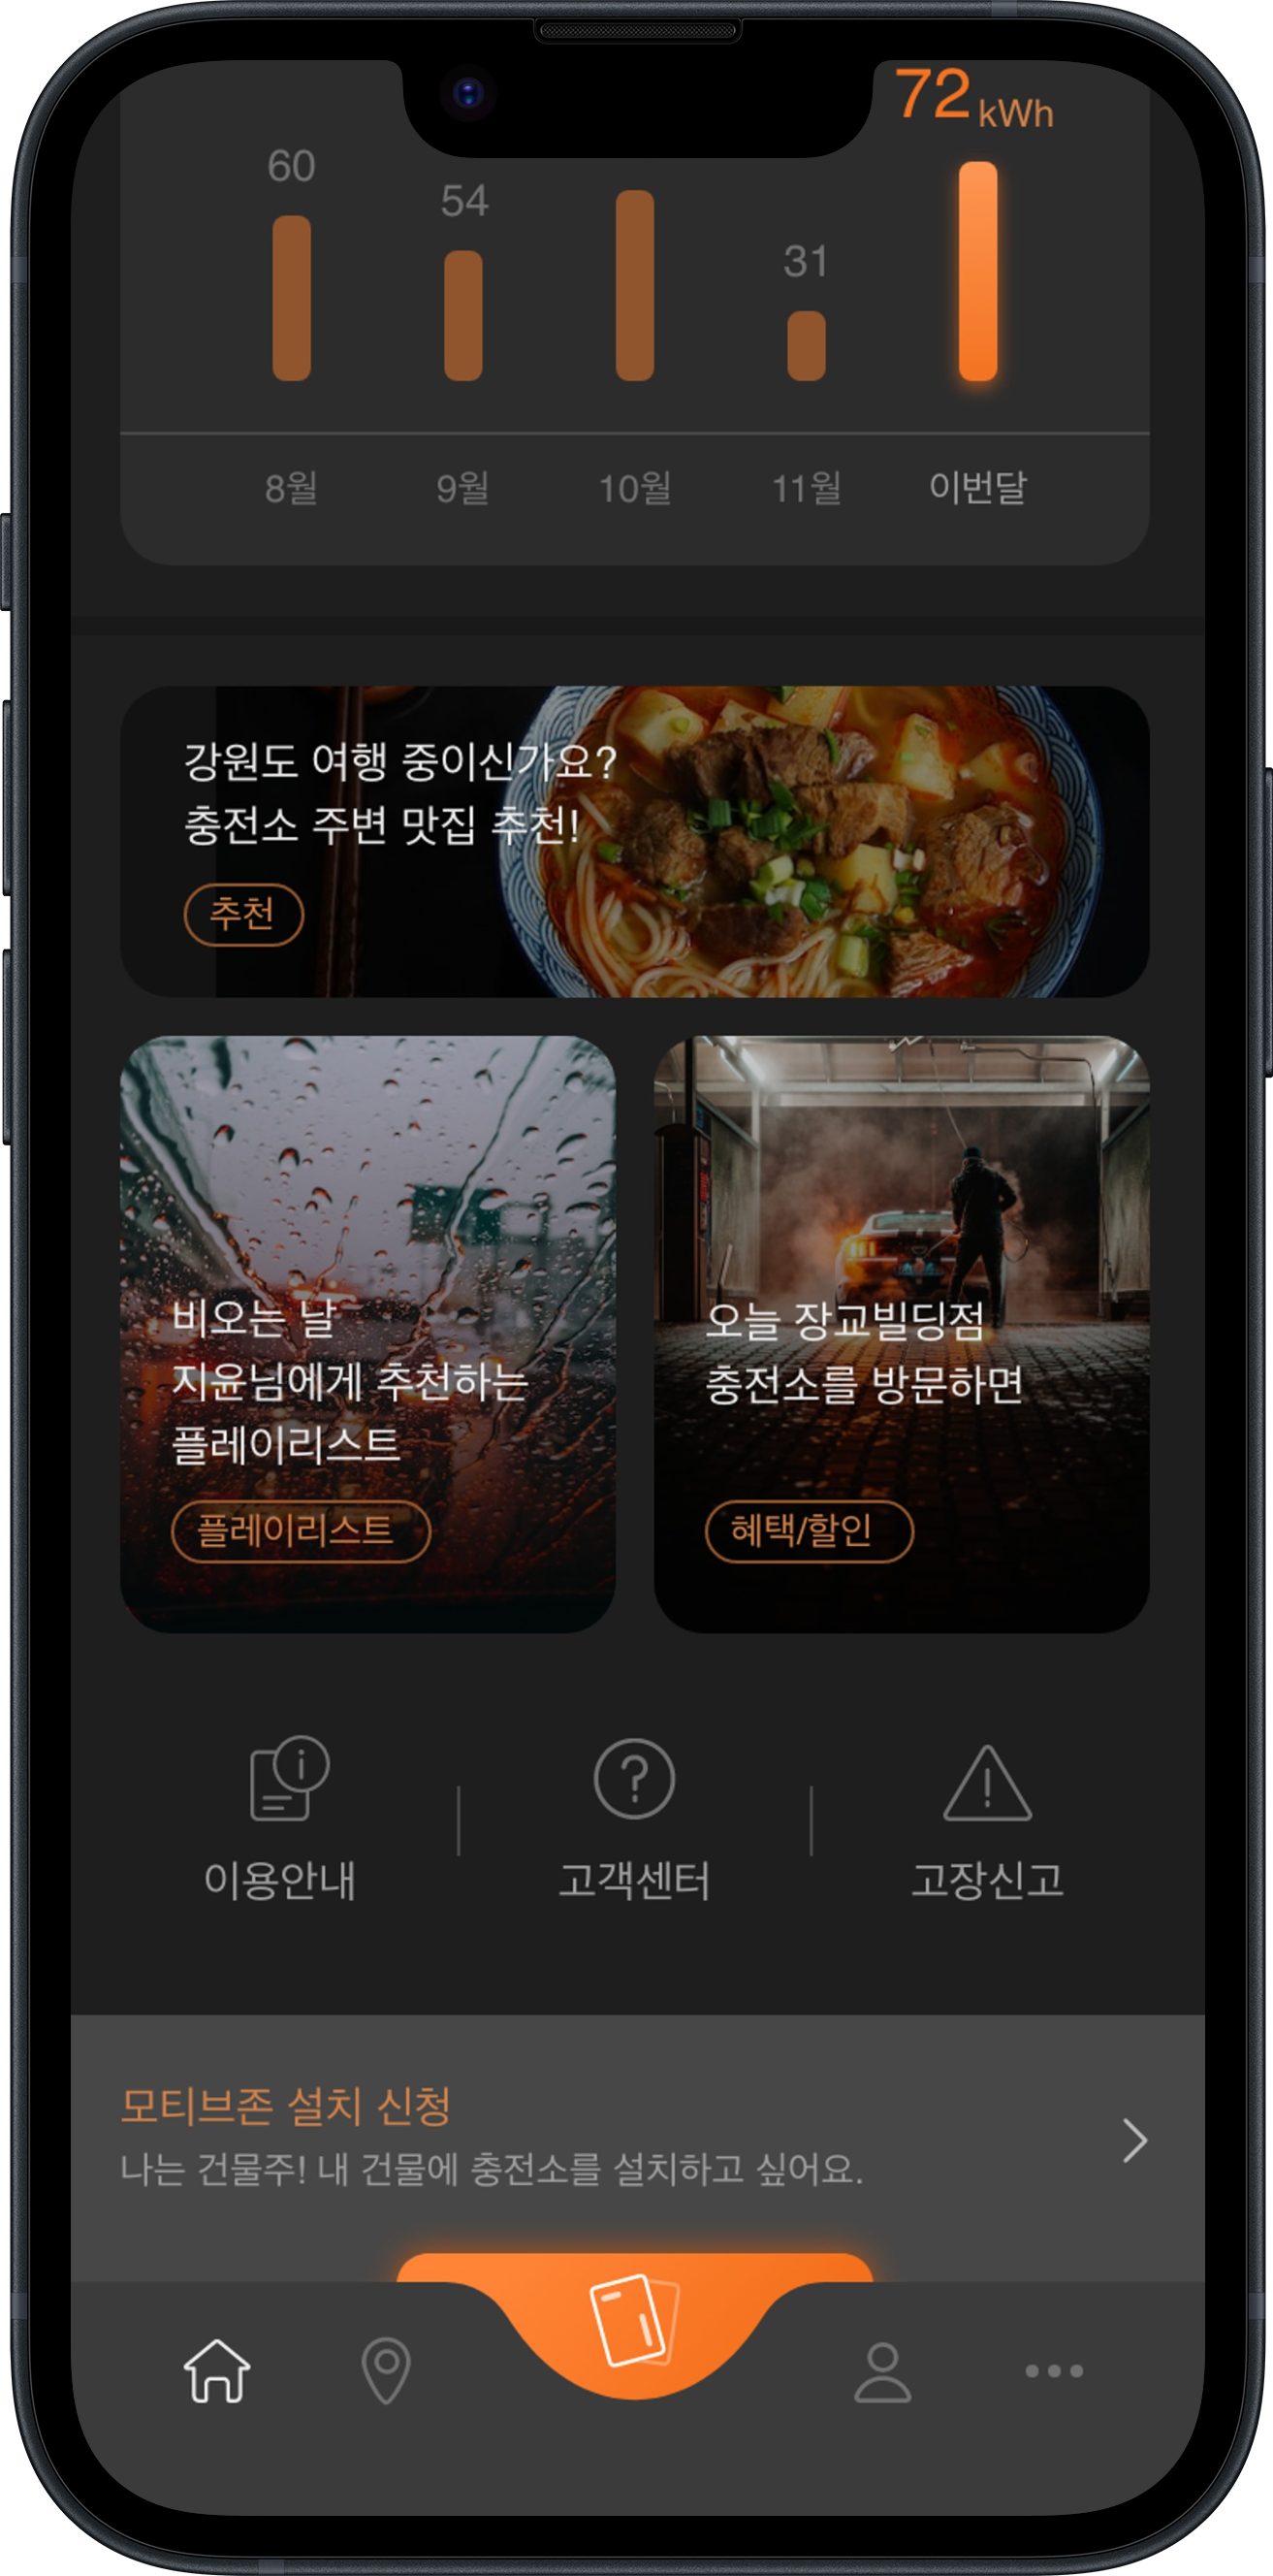 72 kWh
60
54
31
8월
9월
10월
11월
이번달
강원도 여행 중이신가요?
충전소 주변 맛집 추천!
추천
비오는 날
지윤님에게 추천하는
플레이리스트
플레이리스트
오늘 장교빌딩점
충전소를 방문하면
혜택/할인
이용안내
고객센터
고장신고
모티브존 설치 신청
나는 건물주! 내 건물에 충전소를 설치하고 싶어요.